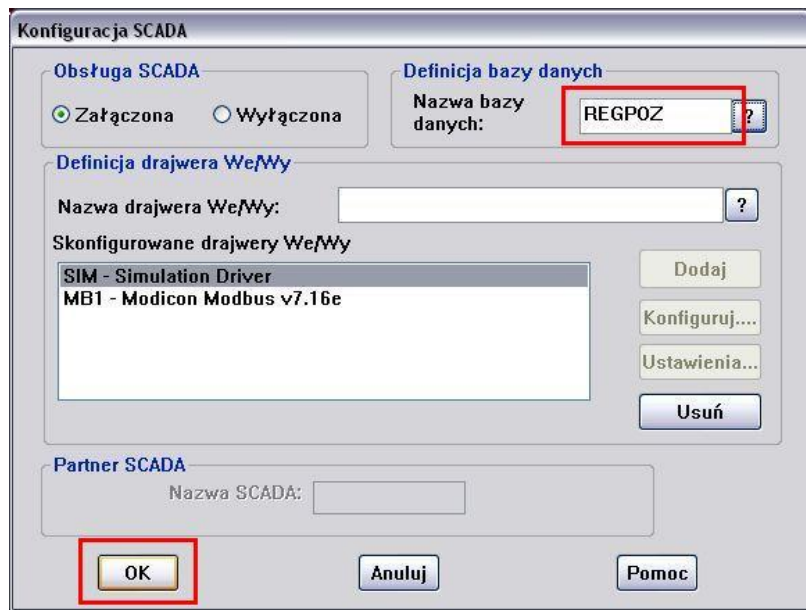 Konfiguracja SCADA
Obsługa SCADA
Załączona
Wyłączona
Definicja bazy danych
Nazwa bazy
danych:
REGPOZ
?
Definicja drajwera We/Wy
Nazwa drajwera We/Wy:
?
Skonfigurowane drajwery We/Wy
SIM - Simulation Driver
MB1 - Modicon Modbus v7.16e
Dodaj
Konfiguruj....
Ustawienia...
Usuń
Partner SCADA
Nazwa SCADA:
OK
Anuluj
Pomoc